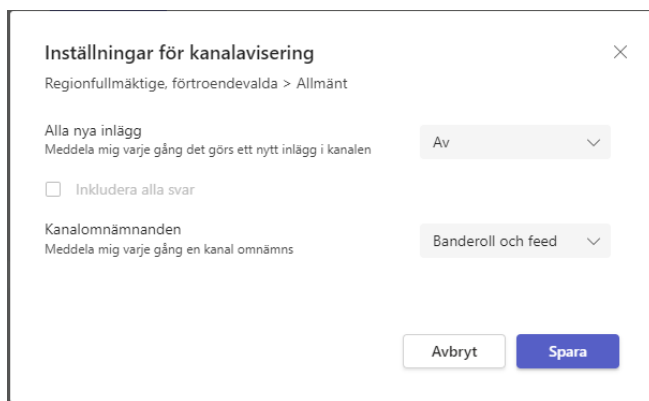 Inställningar för kanalavisering
Regionfullmäktige, förtroendevalda > Allmänt
Alla nya inlägg
Meddela mig varje gång det görs ett nytt inlägg i kanalen
Av
Inkludera alla svar
Kanalomnämnanden
Meddela mig varje gång en kanal omnämns
Banderoll och feed
Avbryt
Spara